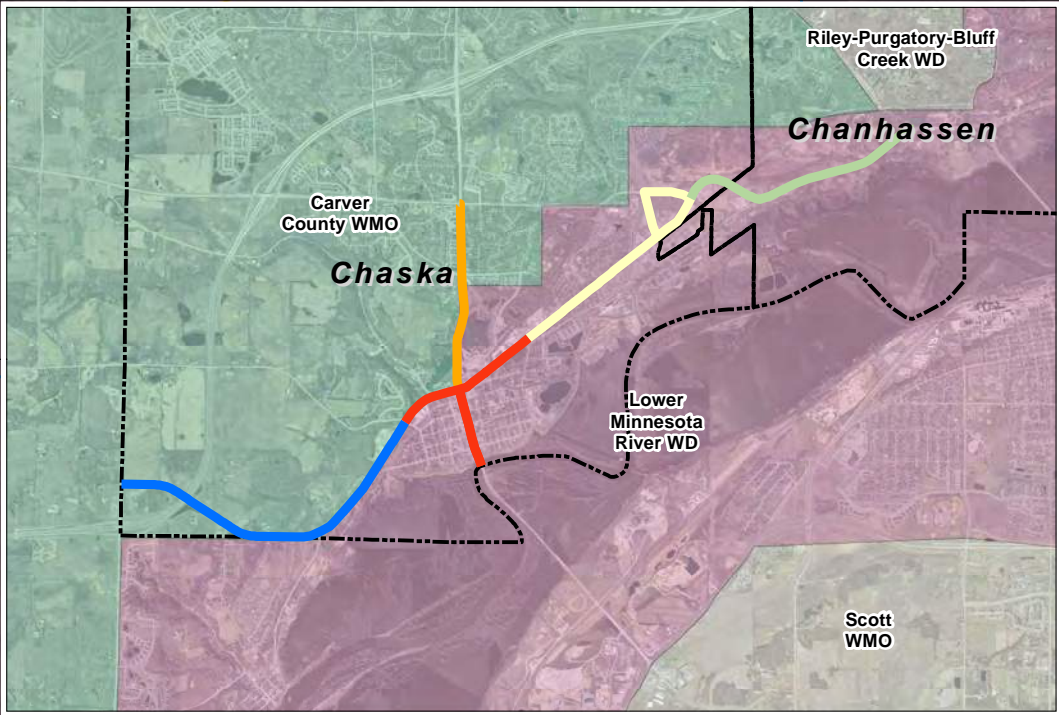 Riley-Purgatory-Bluff
Creek WD
Chanhassen
Carver
County WMO
Chaska
Lower
Minnesota
River WD
Scott
WMO